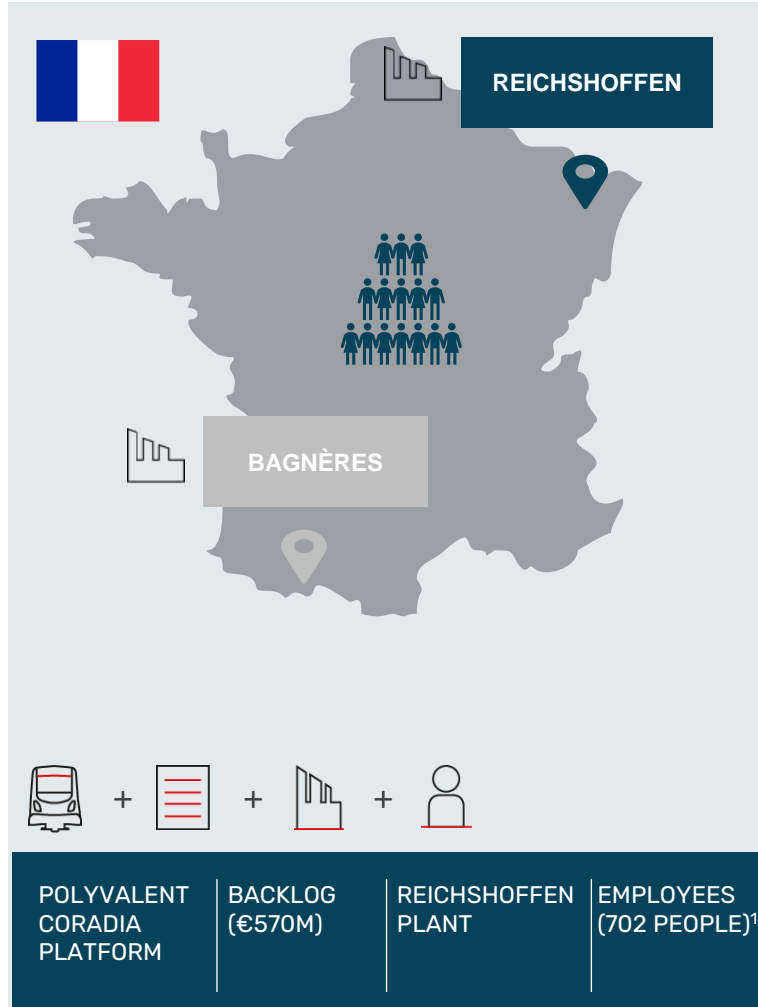 REICHSHOFFEN
BAGNÈRES
+ + +
POLYVALENT
CORADIA
PLATFORM
BACKLOG
(€570M)
REICHSHOFFEN
PLANT
EMPLOYEES
(702 PEOPLE)¹